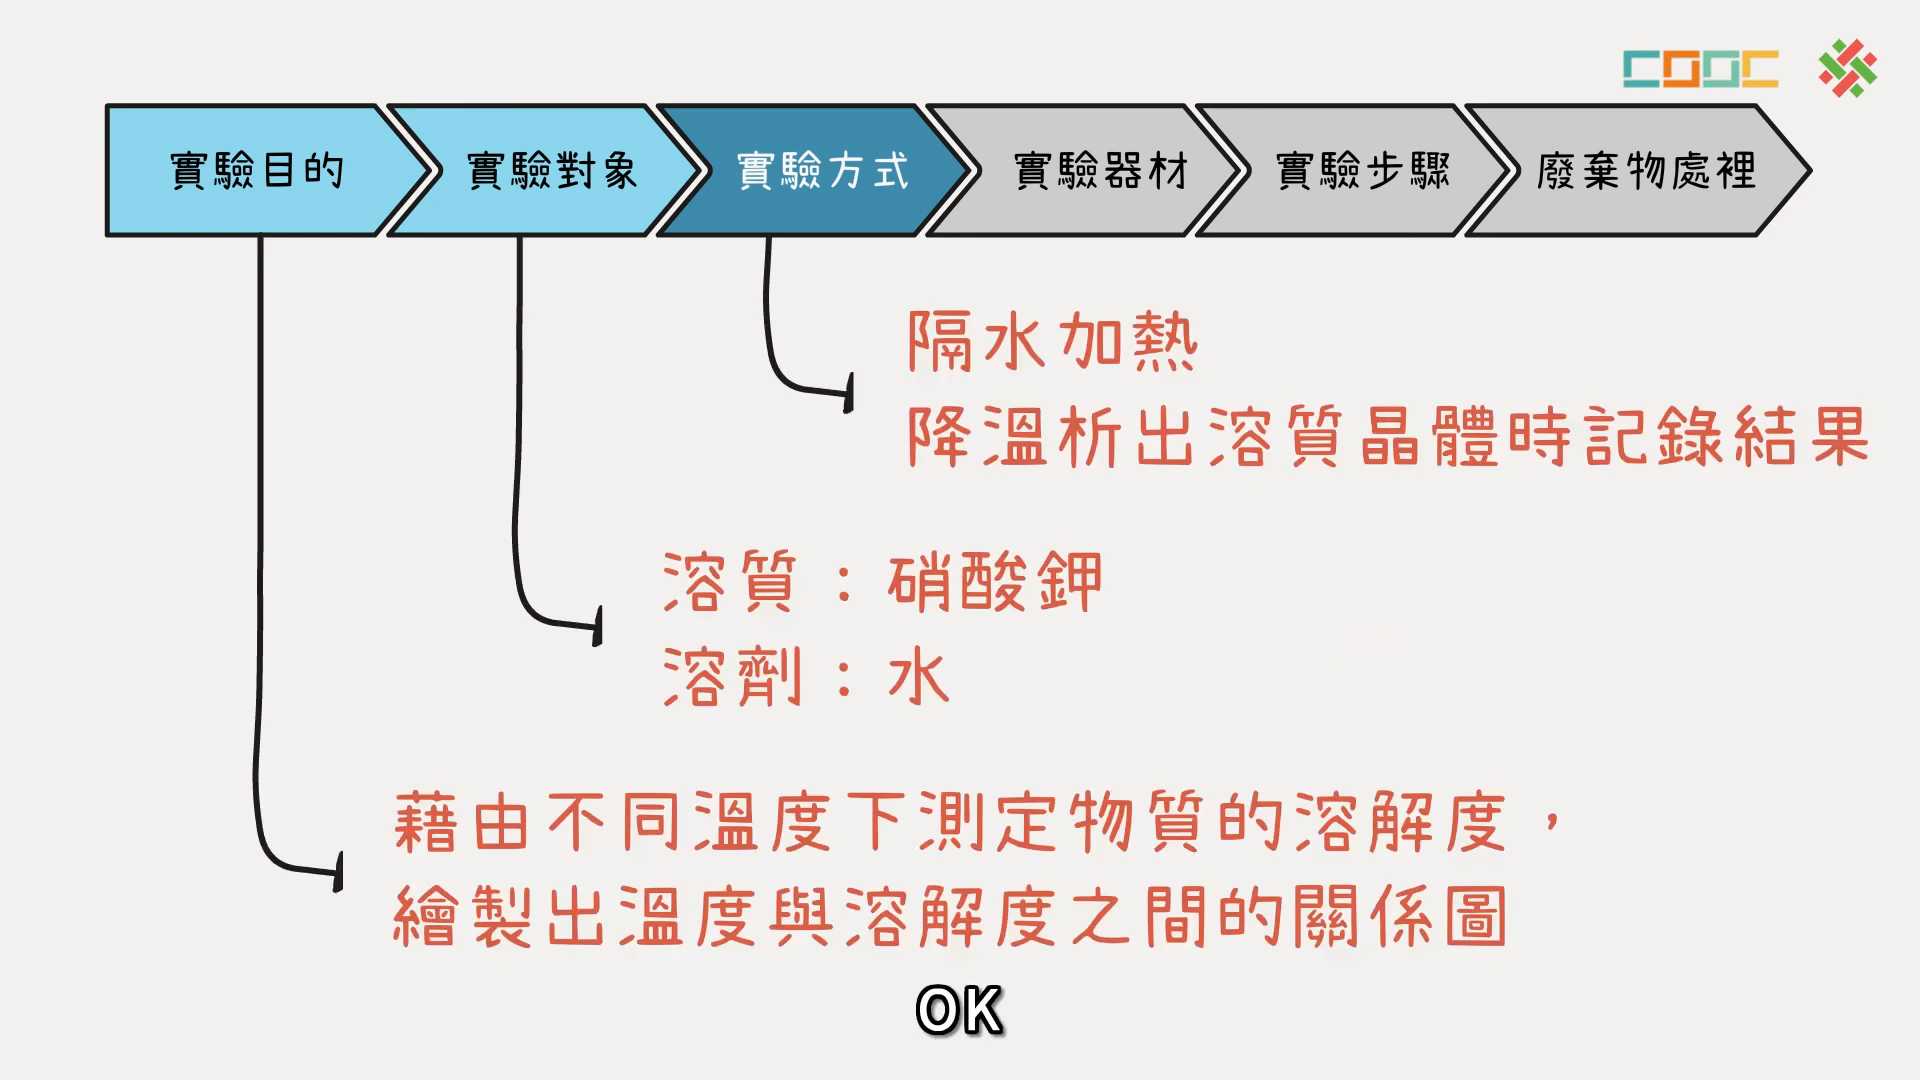 COOC
實驗目的
實驗對象
實驗方式
實驗器材
實驗步驟
廢棄物處裡
隔水加熱
降溫析出溶質晶體時記錄結果
溶質：硝酸鉀
溶劑：水
藉由不同溫度下測定物質的溶解度，
繪製出溫度與溶解度之間的關係圖
OK